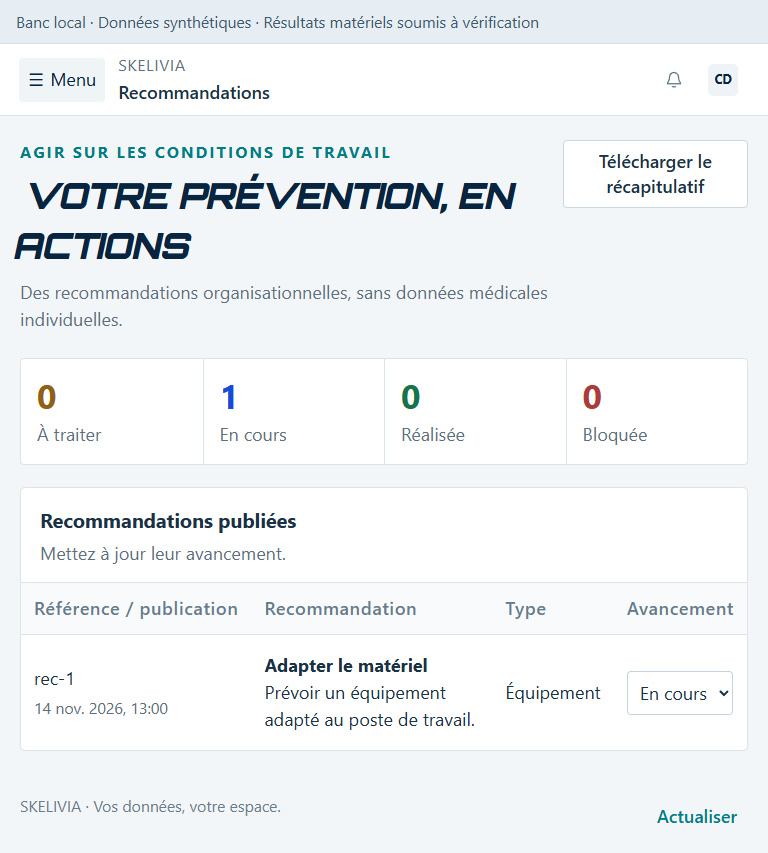 Banc local · Données synthétiques · Résultats matériels soumis à vérification
☰ Menu
SKELIVIA
Recommandations
CD
AGIR SUR LES CONDITIONS DE TRAVAIL
VOTRE PRÉVENTION, EN
ACTIONS
Télécharger le
récapitulatif
Des recommandations organisationnelles, sans données médicales
individuelles.
0
À traiter
1
En cours
0
Réalisée
0
Bloquée
Recommandations publiées
Mettez à jour leur avancement.
Référence / publication Recommandation Type Avancement
rec-1
14 nov. 2026, 13:00
Adapter le matériel
Prévoir un équipement
adapté au poste de travail.
Équipement
En cours
SKELIVIA · Vos données, votre espace.
Actualiser